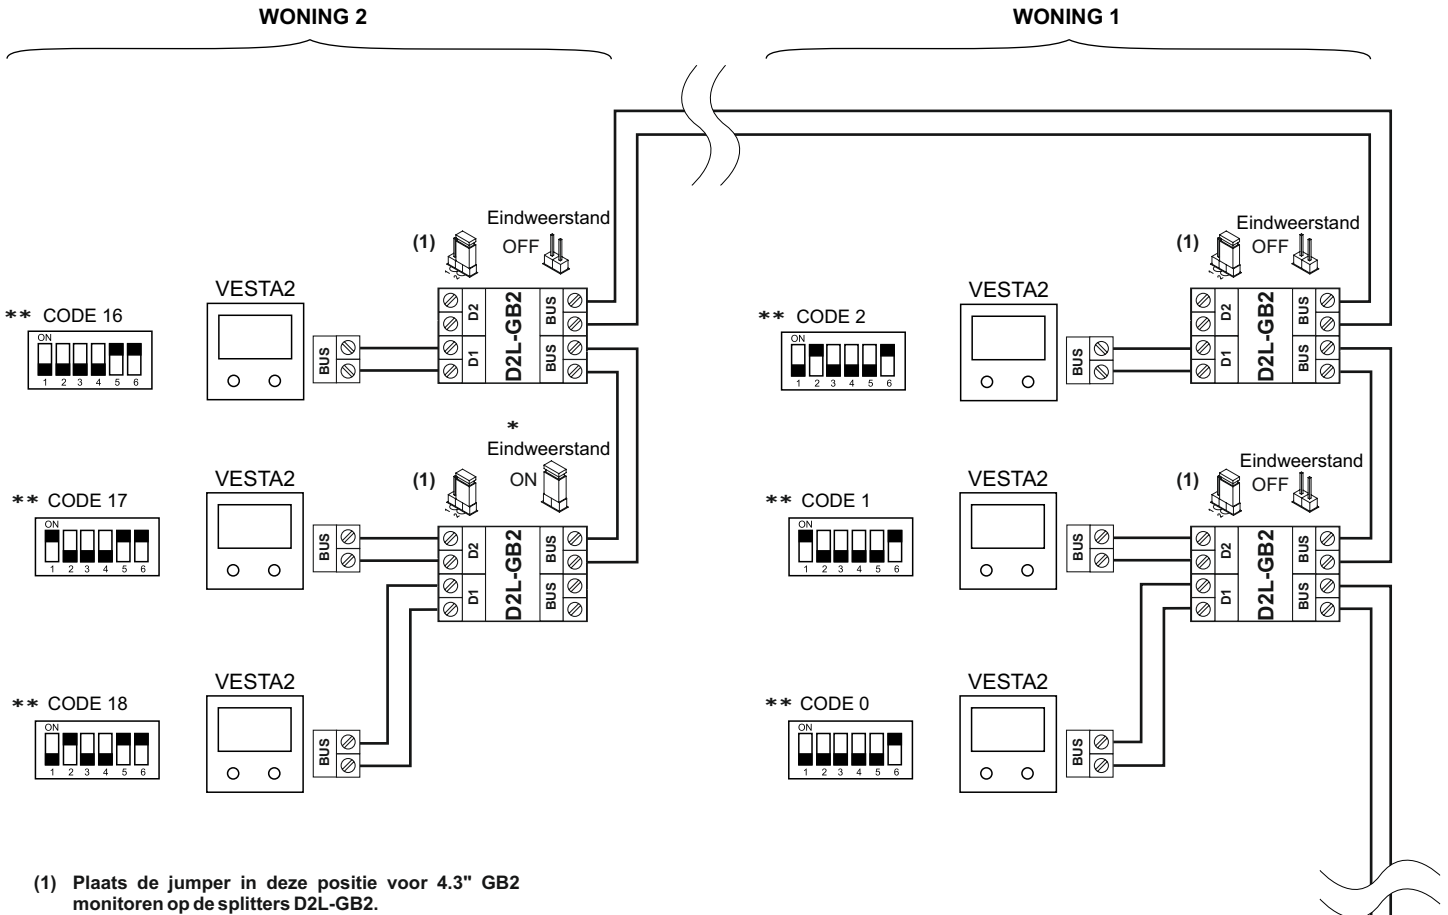 WONING 2
WONING 1
Eindweerstand
(1)
OFF
Eindweerstand
(1)
OFF
VESTA2
VESTA2
** CODE 16
ON
1 2 3 4 5 6
BUS
D2
D1
D2L-GB2
BUS
BUS
** CODE 2
ON
1 2 3 4 5 6
BUS
D2
D1
D2L-GB2
BUS
BUS
*
Eindweerstand
(1)
ON
Eindweerstand
(1)
OFF
VESTA2
VESTA2
** CODE 17
ON
1 2 3 4 5 6
BUS
D2
D1
D2L-GB2
BUS
BUS
** CODE 1
ON
1 2 3 4 5 6
BUS
D2
D1
D2L-GB2
BUS
BUS
VESTA2
VESTA2
** CODE 18
ON
1 2 3 4 5 6
BUS
** CODE 0
ON
1 2 3 4 5 6
BUS
(1) Plaats de jumper in deze positie voor 4.3" GB2
monitoren op de splitters D2L-GB2.